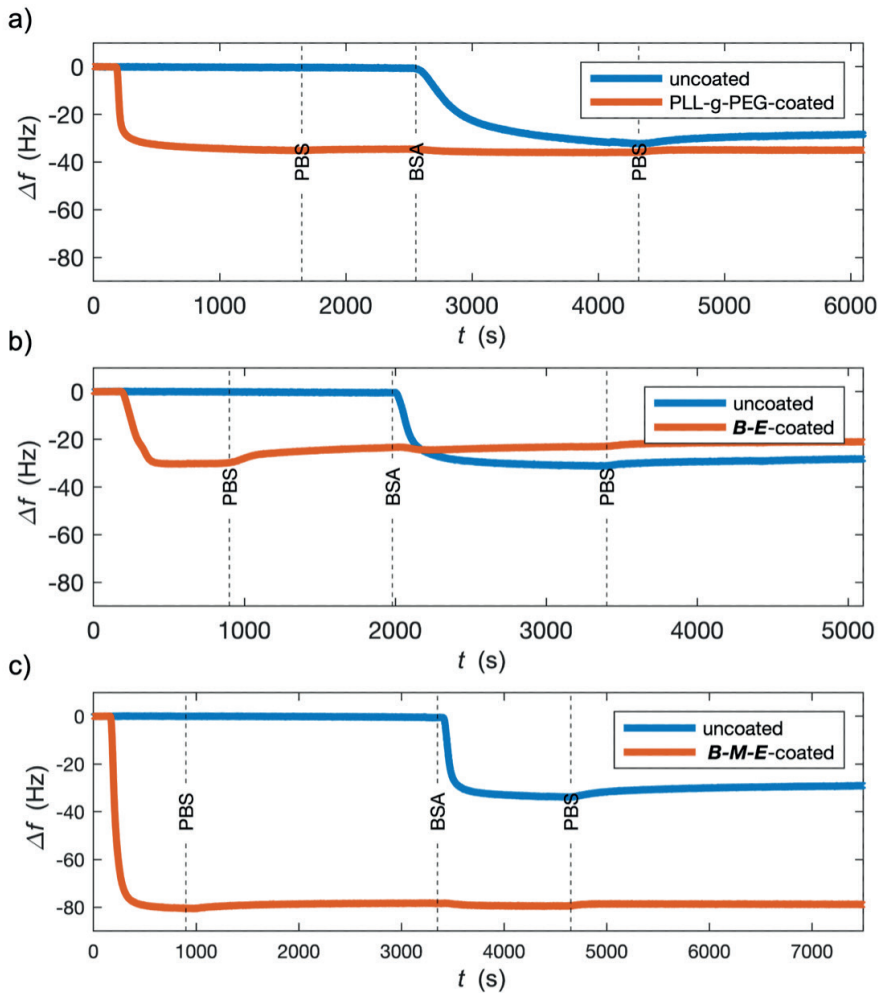 a)
0
-20
-40
-60
-80
Δf (Hz)
uncoated
PLL-g-PEG-coated
PBS
BSA
PBS
0 1000 2000 3000 4000 5000 6000
t (s)
b)
0
-20
-40
-60
-80
Δf (Hz)
uncoated
B-E-coated
PBS
BSA
PBS
0 1000 2000 3000 4000 5000
t (s)
c)
0
-20
-40
-60
-80
Δf (Hz)
uncoated
B-M-E-coated
PBS
BSA
PBS
0 1000 2000 3000 4000 5000 6000 7000
t (s)